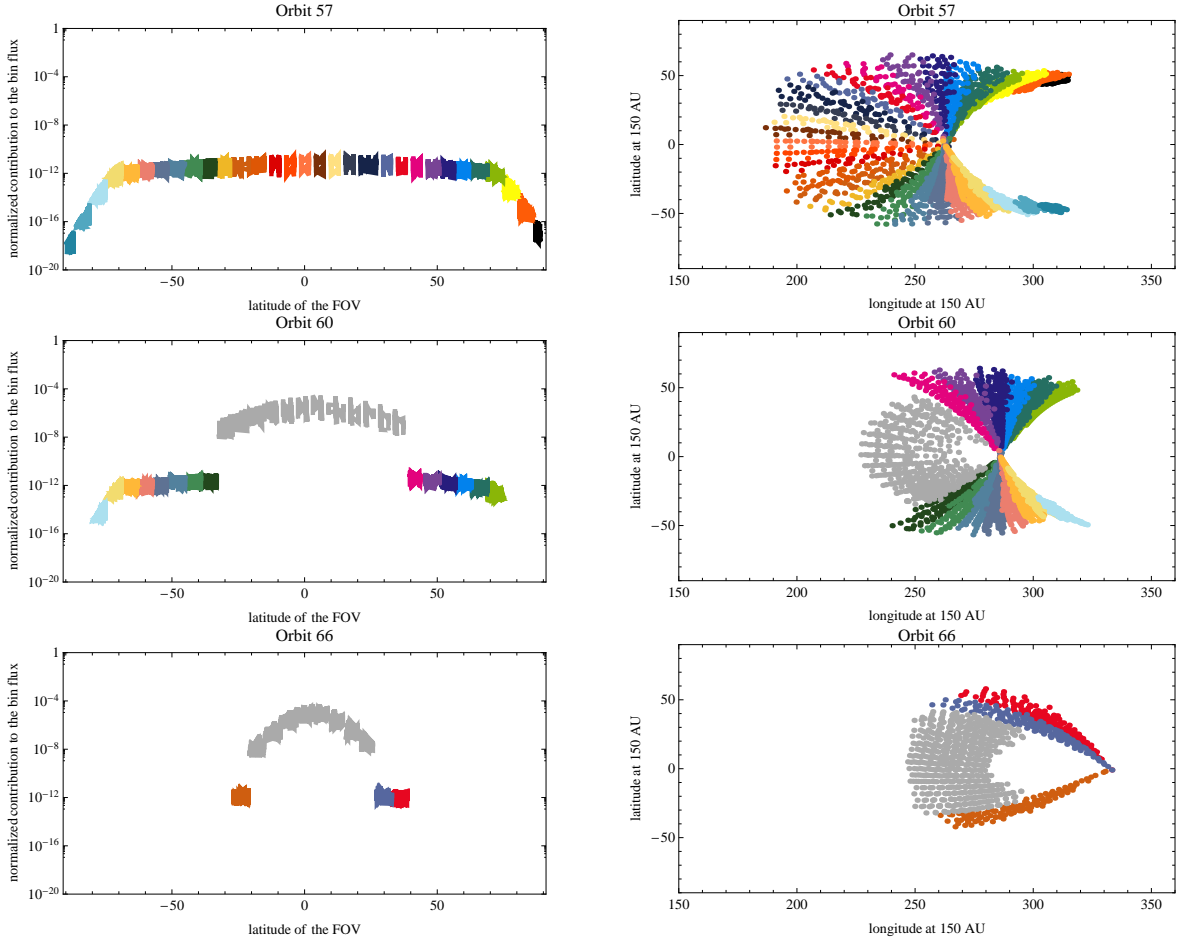 Orbit 57
normalized contribution to the bin flux
1
10⁻⁴
10⁻⁸
10⁻¹²
10⁻¹⁶
10⁻²⁰
−50 0 50
latitude of the FOV
Orbit 57
latitude at 150 AU
50
0
−50
150 200 250 300 350
longitude at 150 AU
Orbit 60
normalized contribution to the bin flux
1
10⁻⁴
10⁻⁸
10⁻¹²
10⁻¹⁶
10⁻²⁰
−50 0 50
latitude of the FOV
Orbit 60
latitude at 150 AU
50
0
−50
150 200 250 300 350
longitude at 150 AU
Orbit 66
normalized contribution to the bin flux
1
10⁻⁴
10⁻⁸
10⁻¹²
10⁻¹⁶
10⁻²⁰
−50 0 50
latitude of the FOV
Orbit 66
latitude at 150 AU
50
0
−50
150 200 250 300 350
longitude at 150 AU